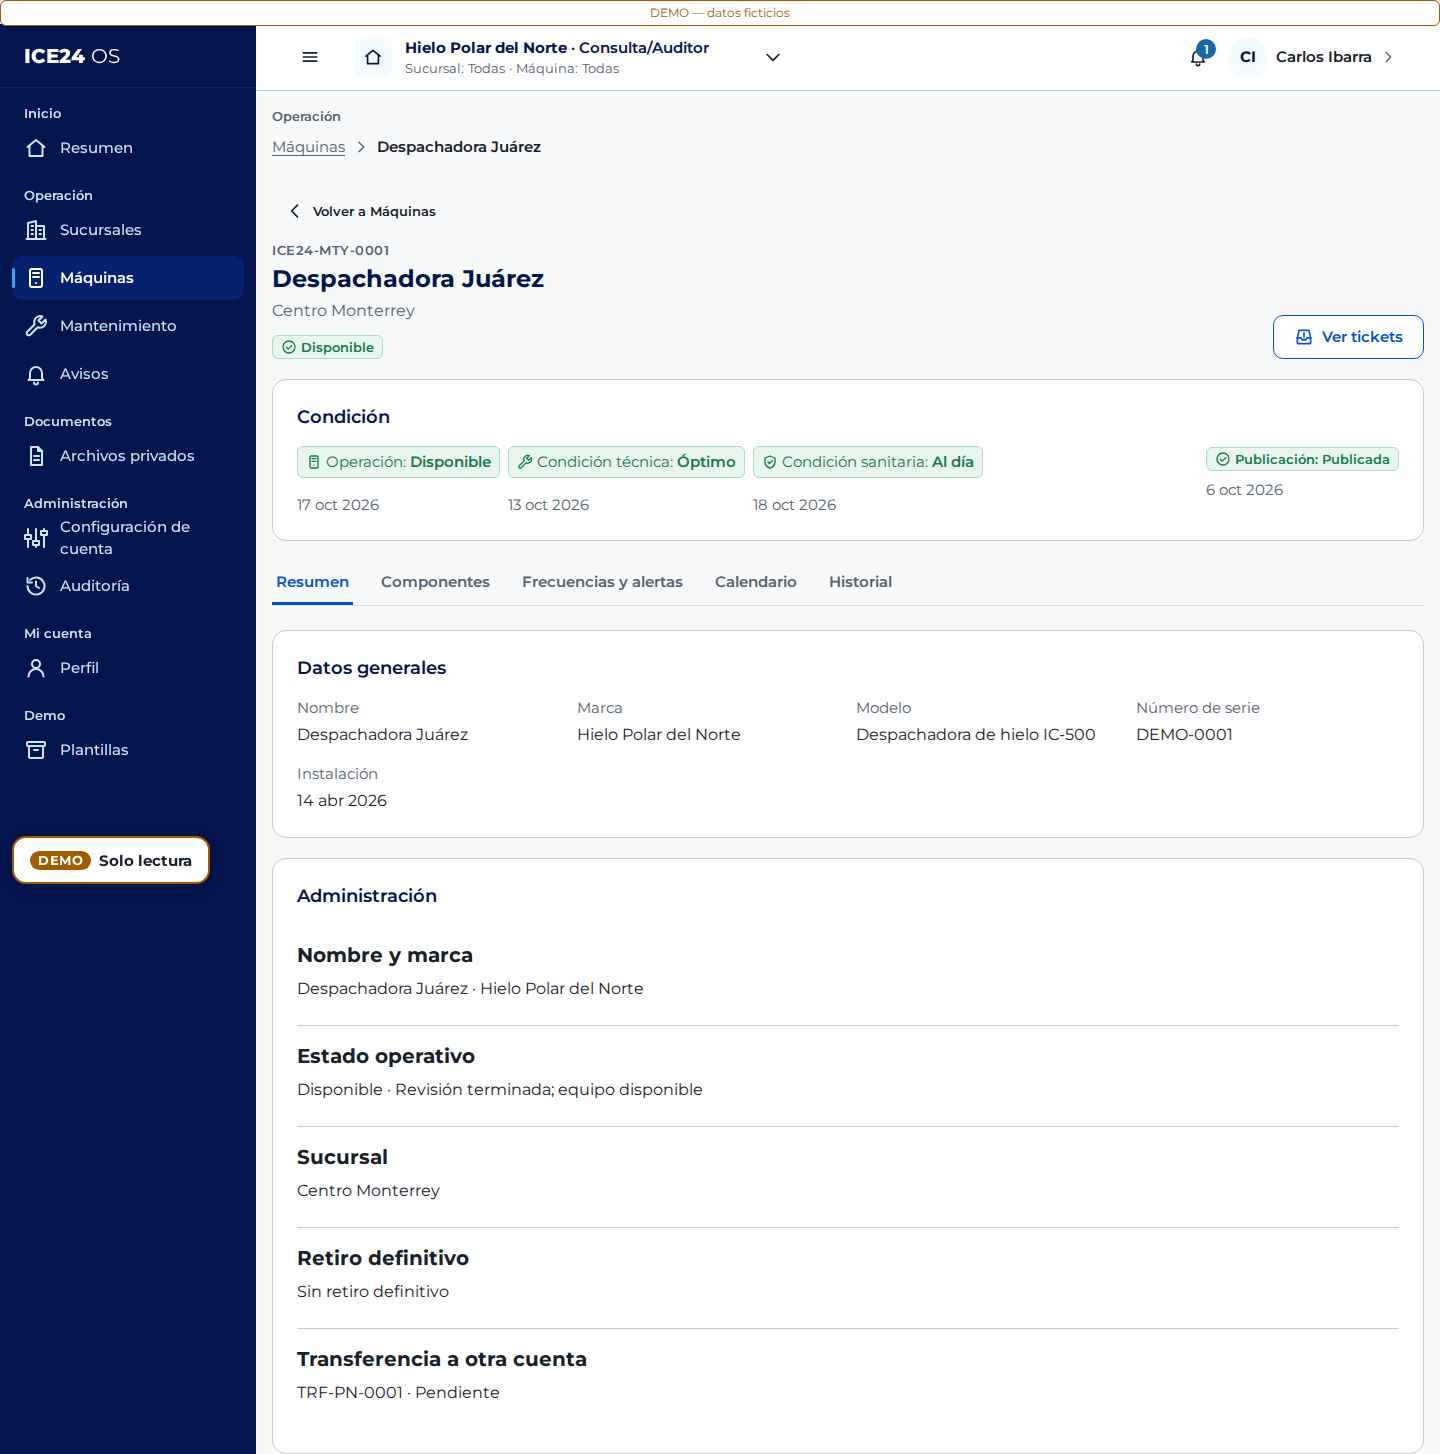 DEMO — datos ficticios
ICE24 OS
Inicio
Resumen
Operación
Sucursales
Máquinas
Mantenimiento
Avisos
Documentos
Archivos privados
Administración
Configuración de
cuenta
Auditoría
Mi cuenta
Perfil
Demo
Plantillas
DEMO Solo lectura
Hielo Polar del Norte · Consulta/Auditor
Sucursal: Todas · Máquina: Todas
1
CI Carlos Ibarra
Operación
Máquinas Despachadora Juárez
Volver a Máquinas
ICE24-MTY-0001
Despachadora Juárez
Centro Monterrey
Disponible
Ver tickets
Condición
Operación: Disponible Condición técnica: Óptimo Condición sanitaria: Al día Publicación: Publicada
17 oct 2026 13 oct 2026 18 oct 2026 6 oct 2026
Resumen Componentes Frecuencias y alertas Calendario Historial
Datos generales
Nombre Marca Modelo Número de serie
Despachadora Juárez Hielo Polar del Norte Despachadora de hielo IC-500 DEMO-0001
Instalación
14 abr 2026
Administración
Nombre y marca
Despachadora Juárez · Hielo Polar del Norte
Estado operativo
Disponible · Revisión terminada; equipo disponible
Sucursal
Centro Monterrey
Retiro definitivo
Sin retiro definitivo
Transferencia a otra cuenta
TRF-PN-0001 · Pendiente